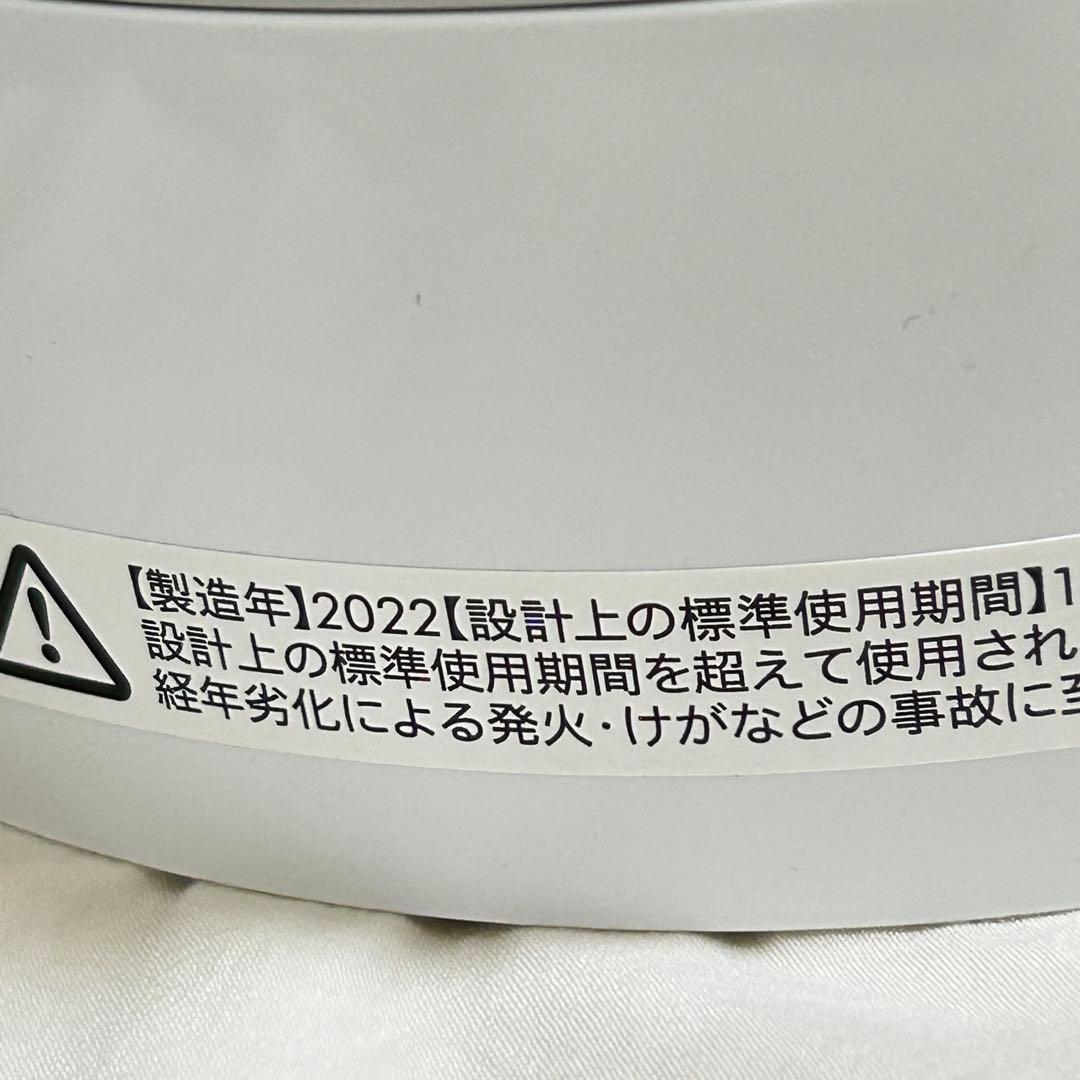 【製造年】2022【設計上の標準使用期間】1
設計上の標準使用期間を超えて使用され
経年劣化による発火・けがなどの事故に至